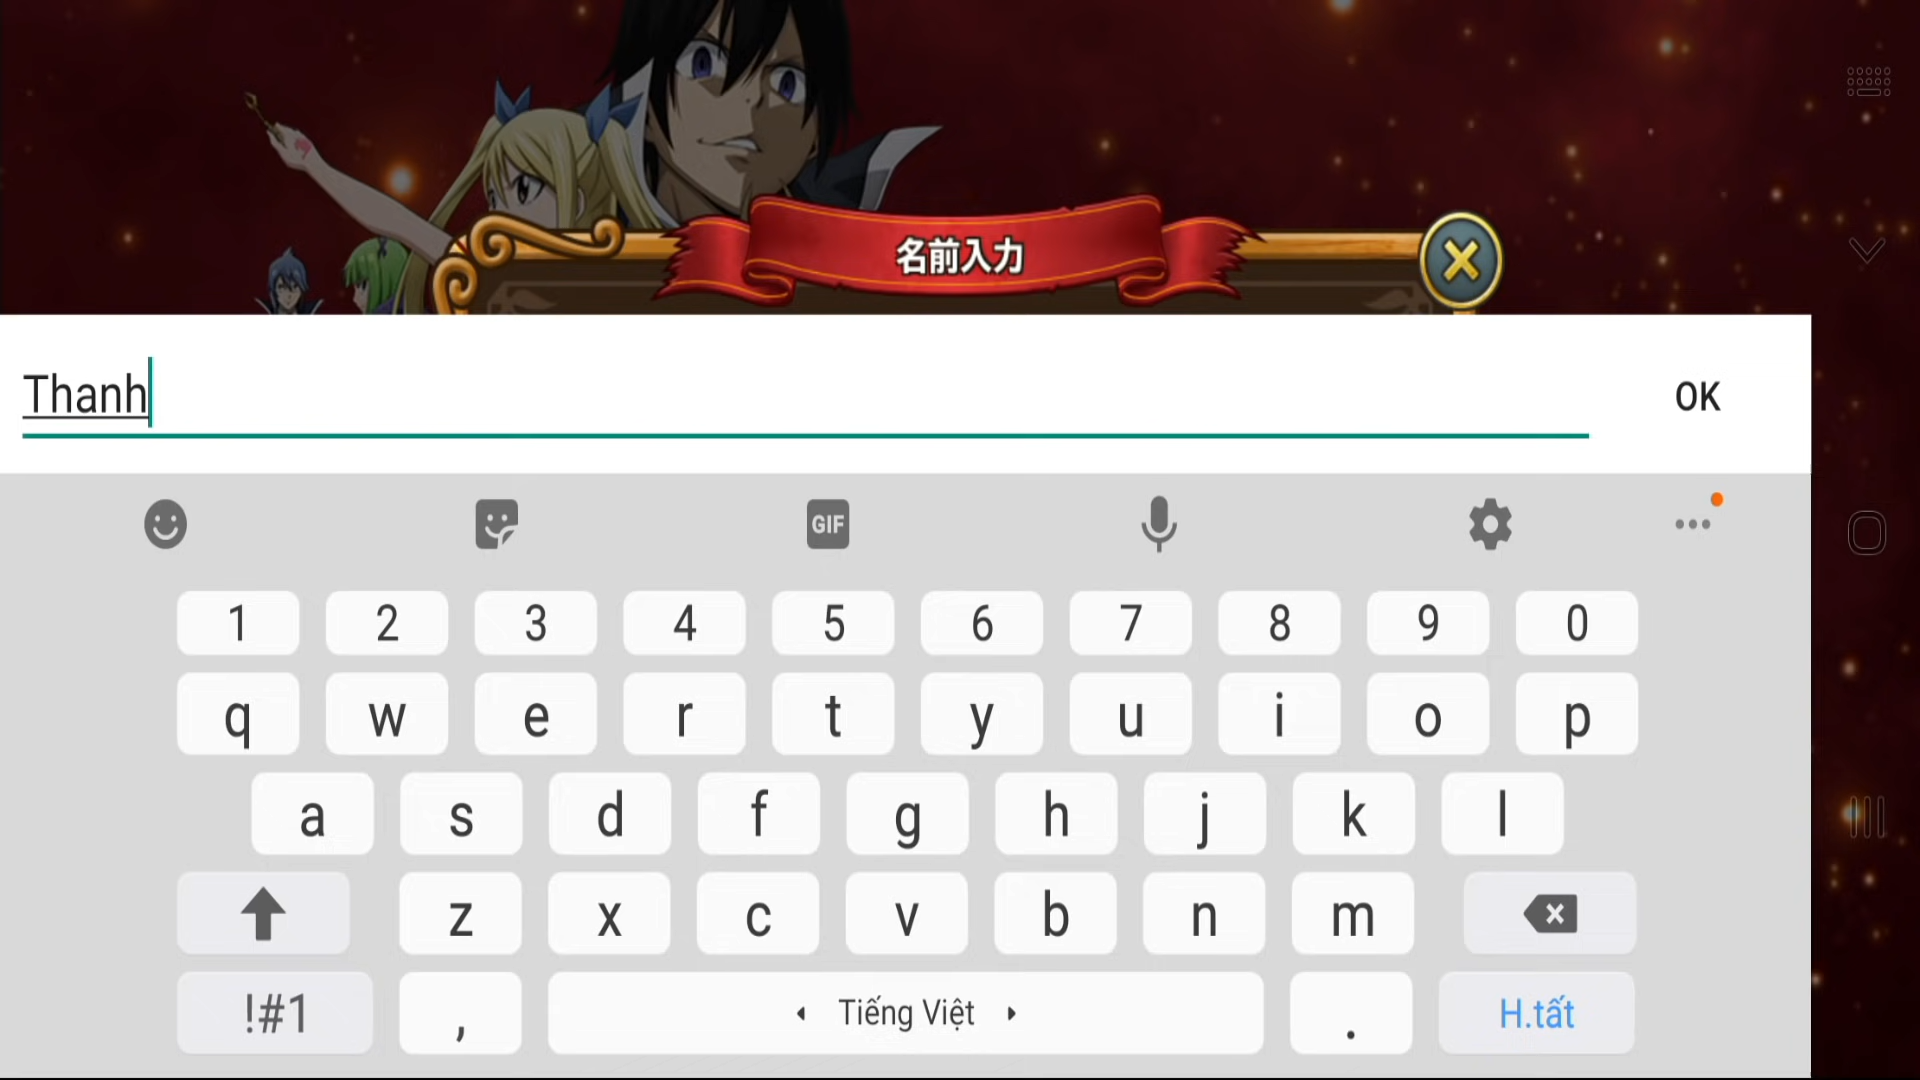 名前入力
Thanh
OK
GIF
1 2 3 4 5 6 7 8 9 0
q w e r t y u i o p
a s d f g h j k l
z x c v b n m
!#1 , Tiếng Việt . H.tất